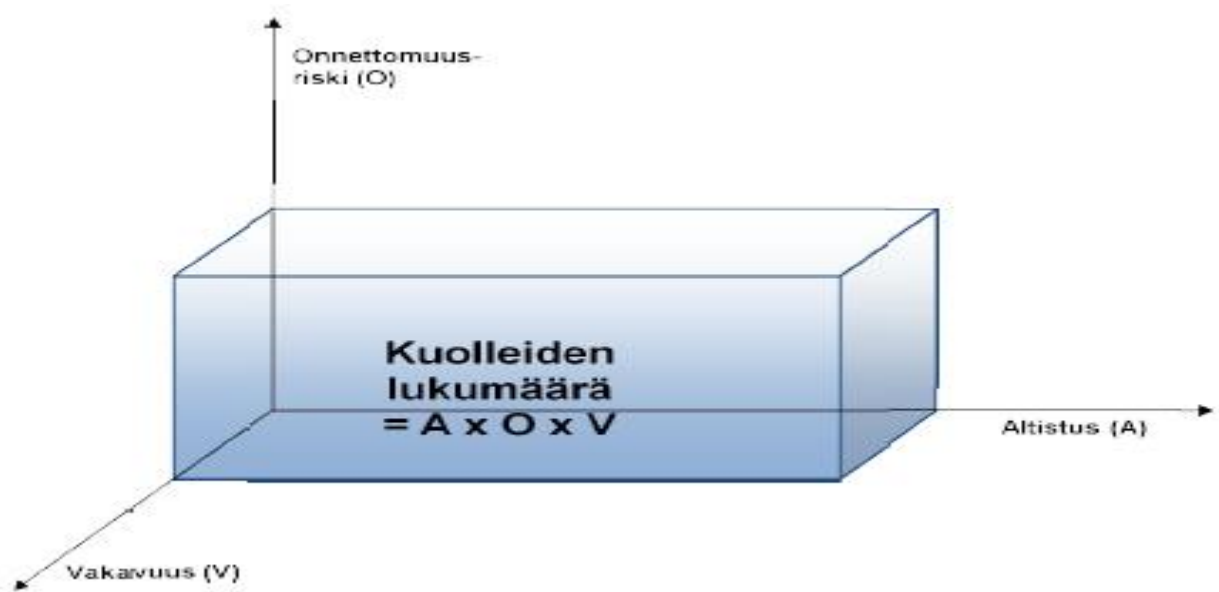 Onnettomuus-
riski (O)
Kuolleiden
lukumäärä
= A x O x V
Altistus (A)
Vakavuus (V)